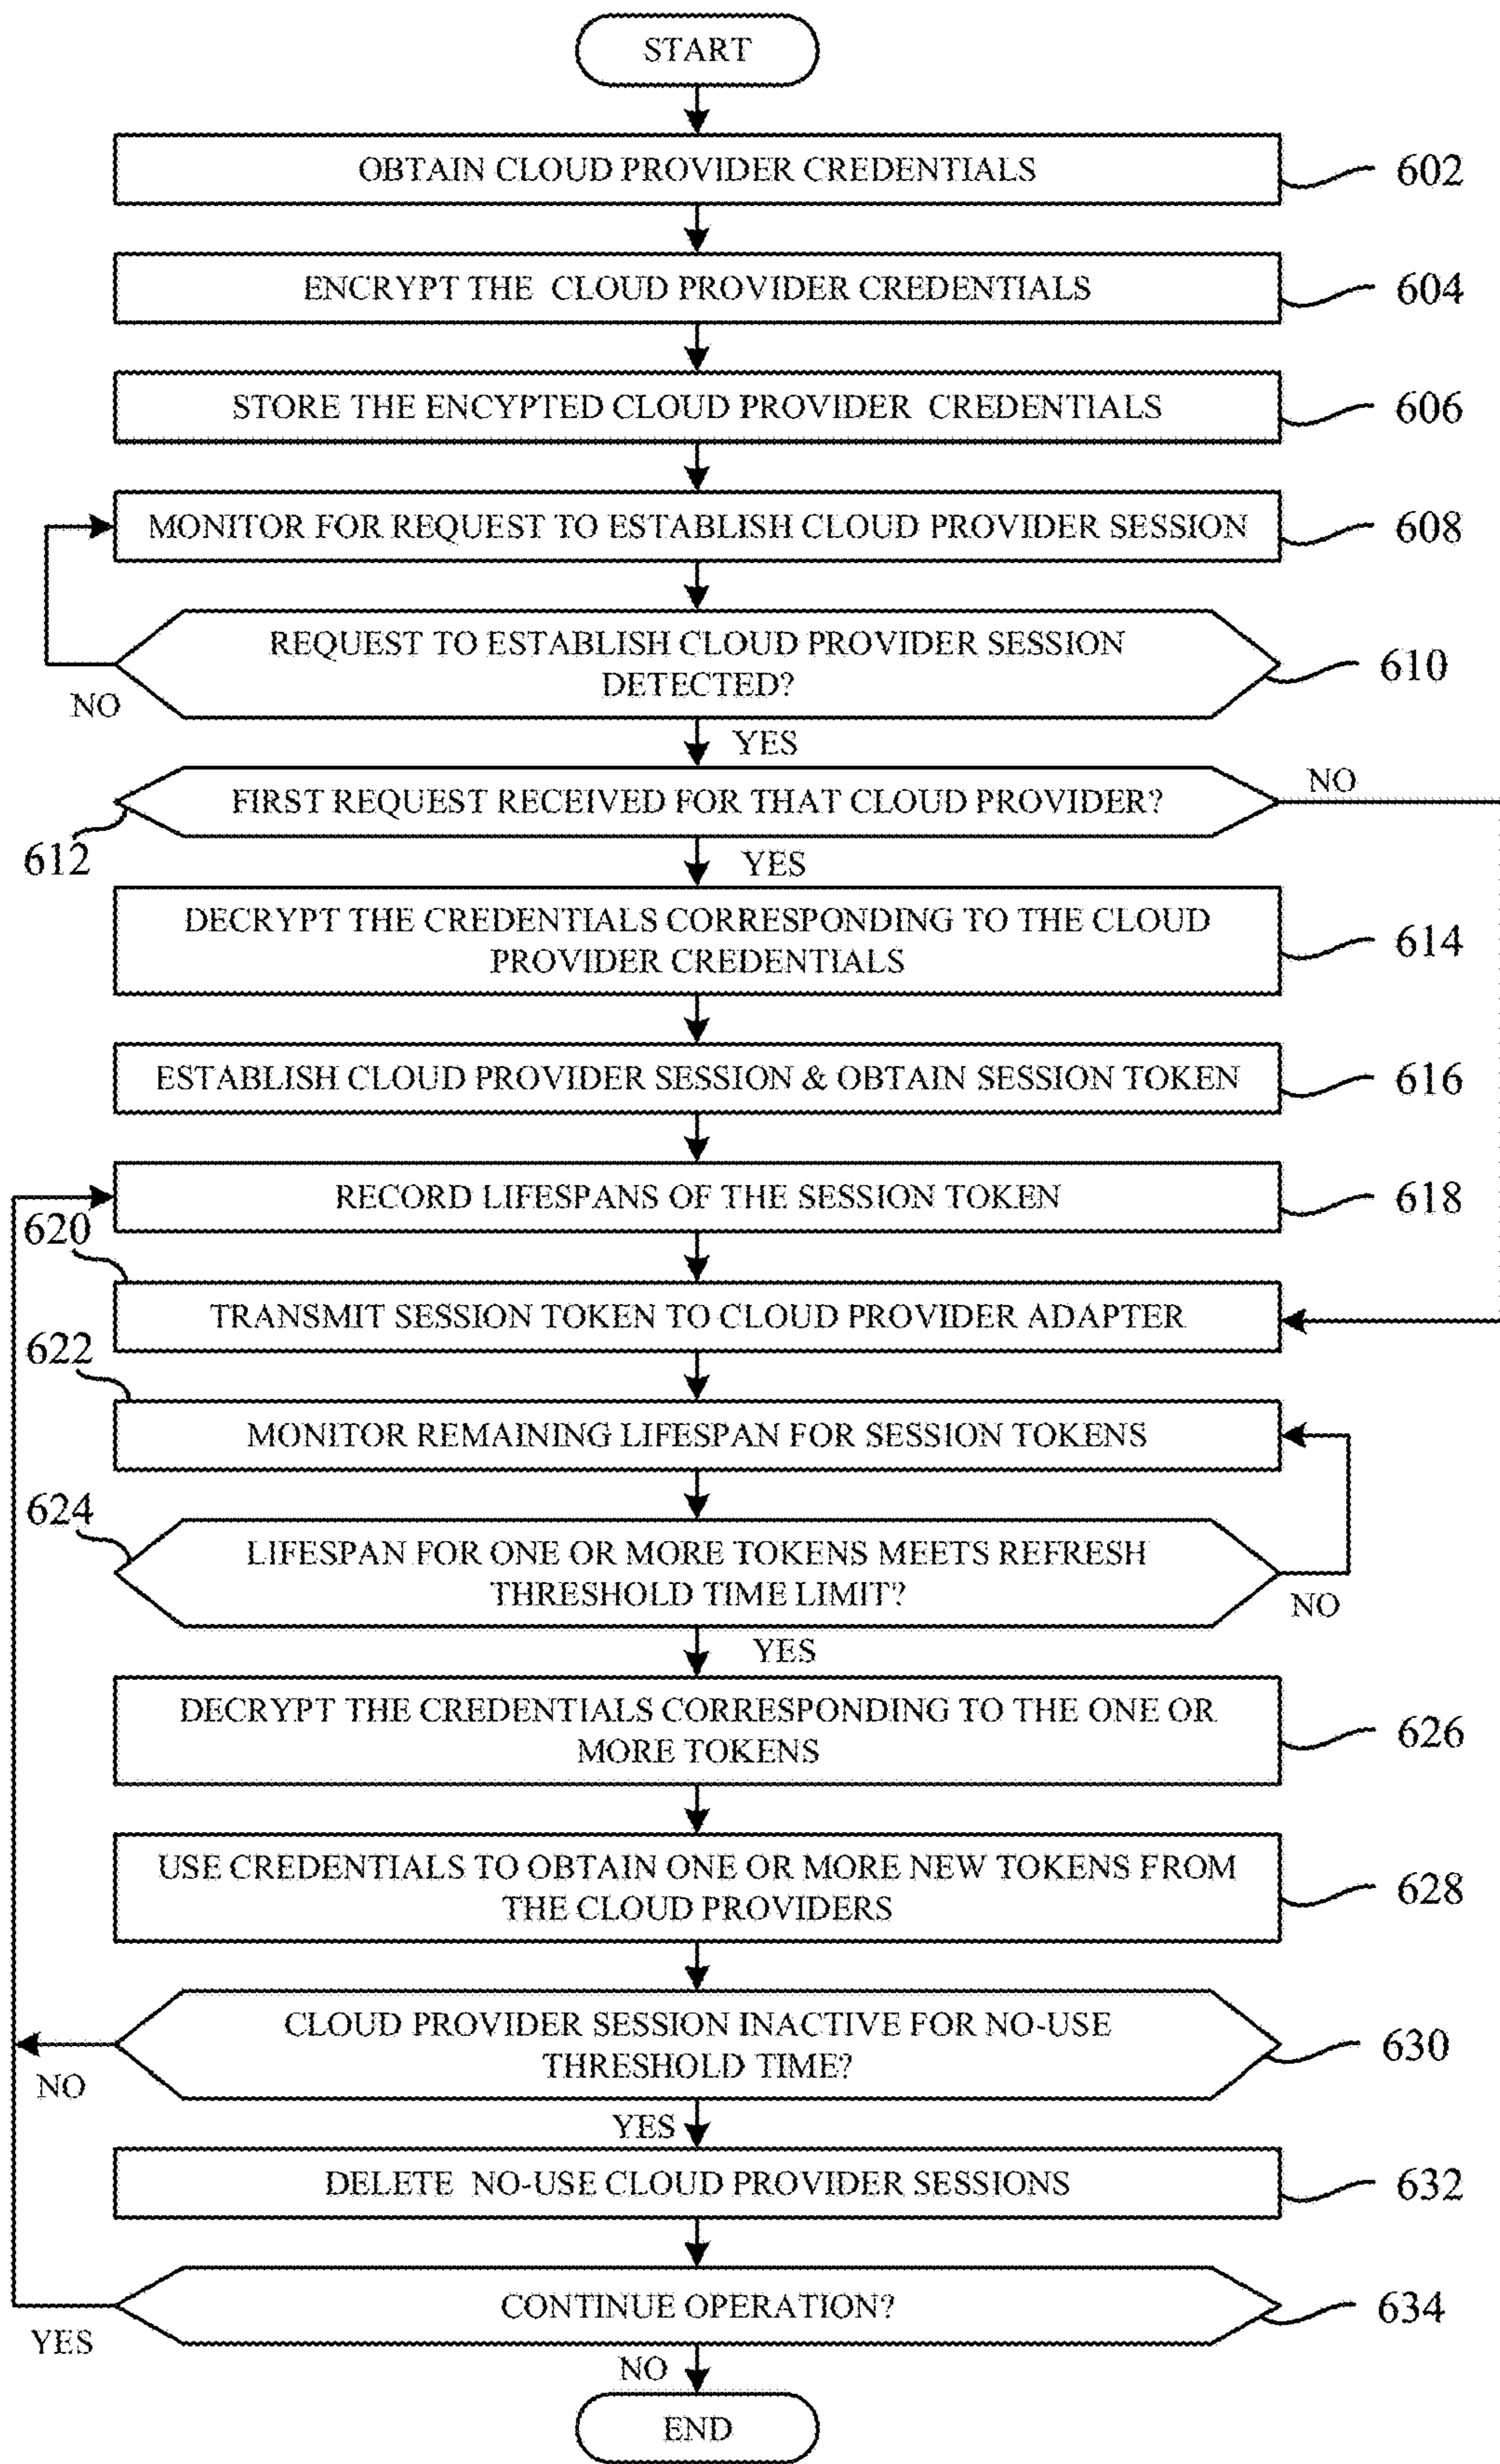 START
OBTAIN CLOUD PROVIDER CREDENTIALS
602
ENCRYPT THE CLOUD PROVIDER CREDENTIALS
604
STORE THE ENCYPTED CLOUD PROVIDER CREDENTIALS
606
MONITOR FOR REQUEST TO ESTABLISH CLOUD PROVIDER SESSION
608
REQUEST TO ESTABLISH CLOUD PROVIDER SESSION
DETECTED?
610
NO
YES
FIRST REQUEST RECEIVED FOR THAT CLOUD PROVIDER?
NO
612
YES
DECRYPT THE CREDENTIALS CORRESPONDING TO THE CLOUD
PROVIDER CREDENTIALS
614
ESTABLISH CLOUD PROVIDER SESSION & OBTAIN SESSION TOKEN
616
RECORD LIFESPANS OF THE SESSION TOKEN
618
620
TRANSMIT SESSION TOKEN TO CLOUD PROVIDER ADAPTER
622
MONITOR REMAINING LIFESPAN FOR SESSION TOKENS
624
LIFESPAN FOR ONE OR MORE TOKENS MEETS REFRESH
THRESHOLD TIME LIMIT?
NO
YES
DECRYPT THE CREDENTIALS CORRESPONDING TO THE ONE OR
MORE TOKENS
626
USE CREDENTIALS TO OBTAIN ONE OR MORE NEW TOKENS FROM
THE CLOUD PROVIDERS
628
CLOUD PROVIDER SESSION INACTIVE FOR NO-USE
THRESHOLD TIME?
630
NO
YES
DELETE NO-USE CLOUD PROVIDER SESSIONS
632
CONTINUE OPERATION?
634
YES
NO
END